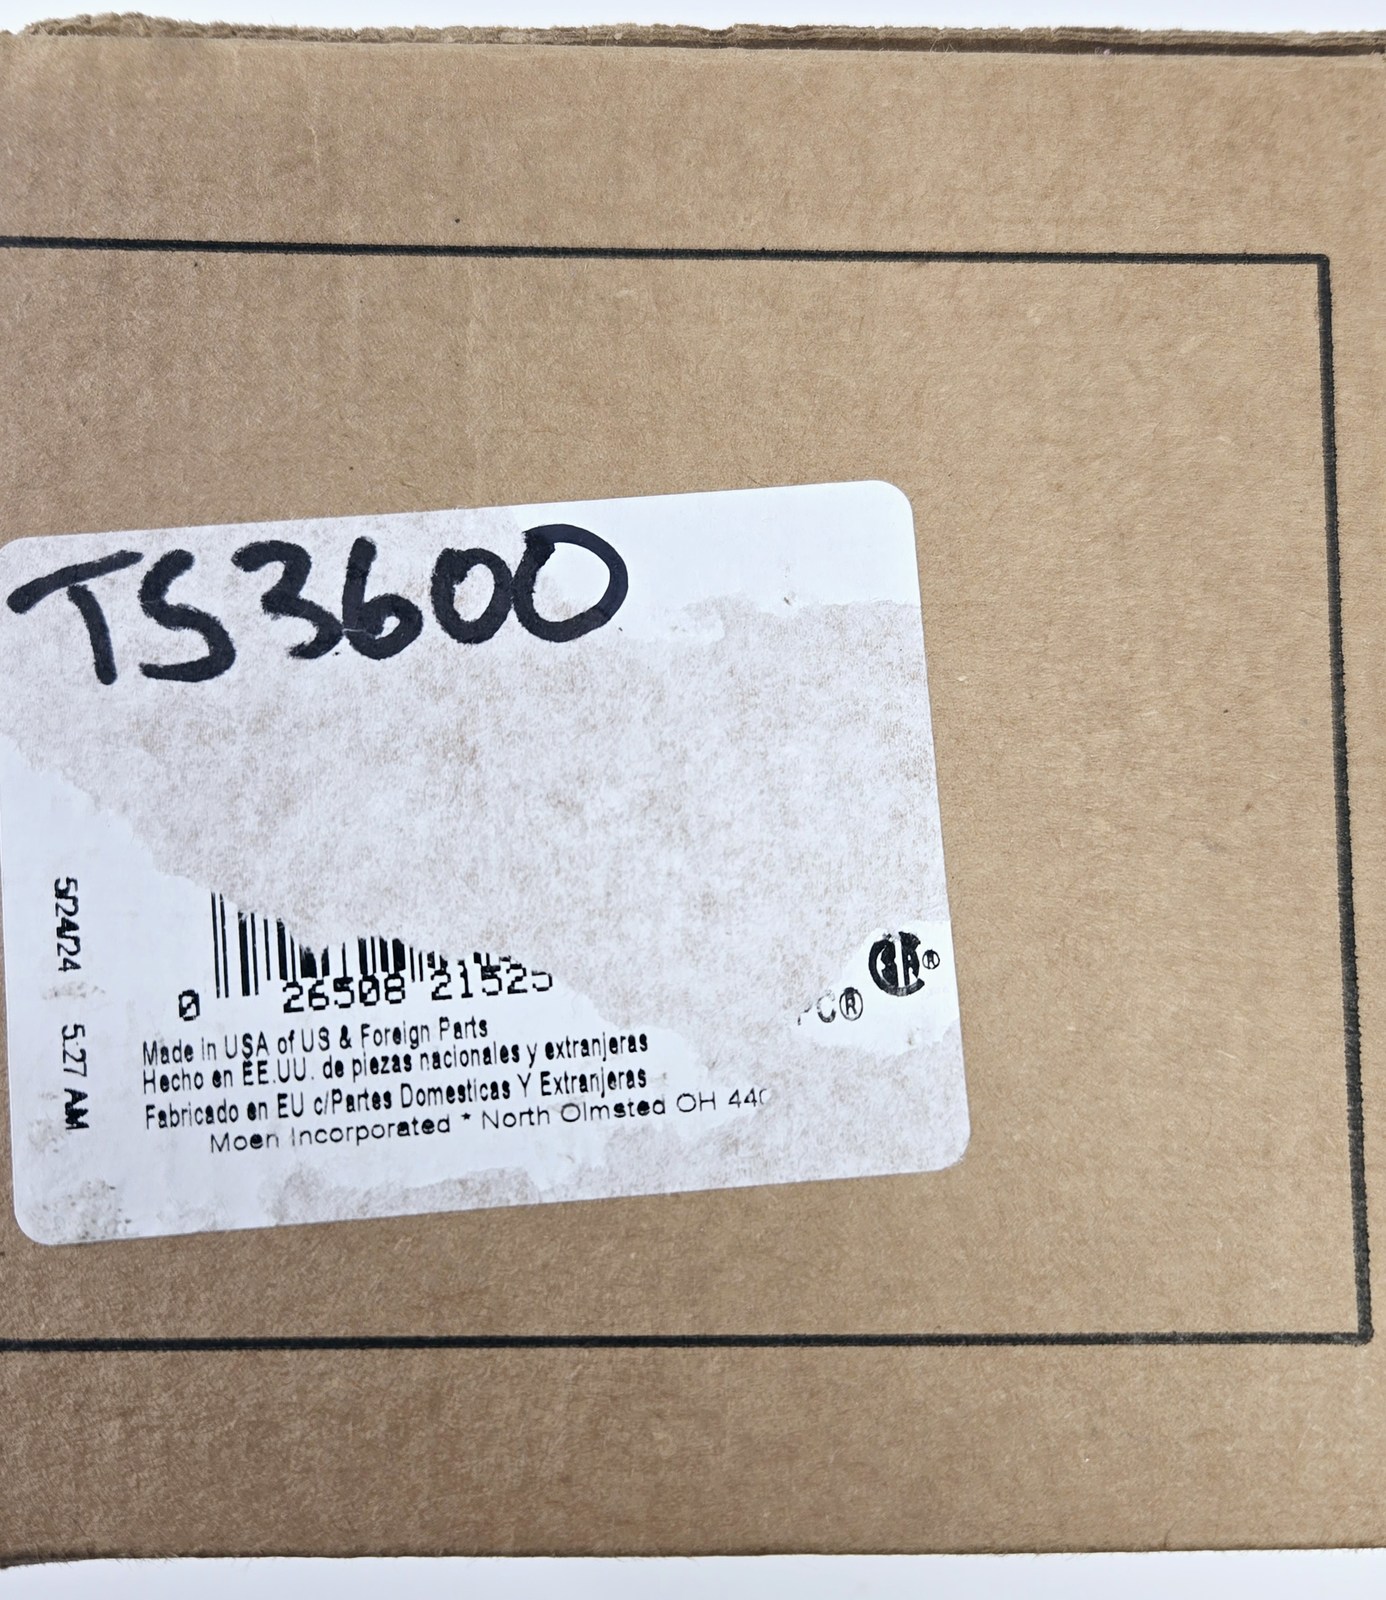 TS3600
5/24/24 5:27 AM
0 26508 21525
Made in USA of US & Foreign Parts
Hecho en EE.UU. de piezas nacionales y extranjeras
Fabricado en EU c/Partes Domesticas Y Extranjeras
Moen Incorporated * North Olmsted OH
®
PC®